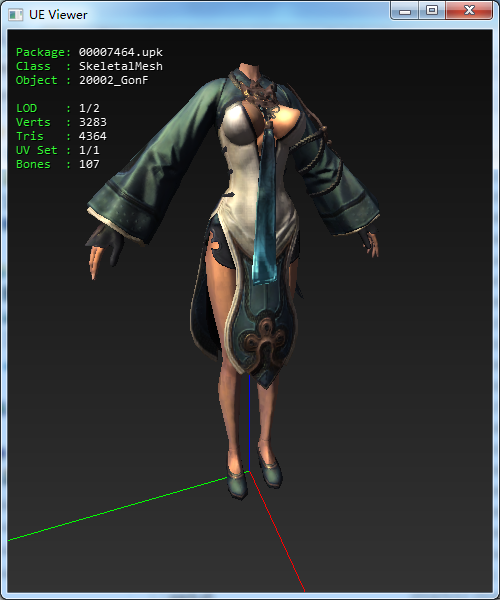 UE Viewer
Package: 00007464.upk
Class  : SkeletalMesh
Object : 20002_GonF
LOD    : 1/2
Verts  : 3283
Tris   : 4364
UV Set : 1/1
Bones  : 107